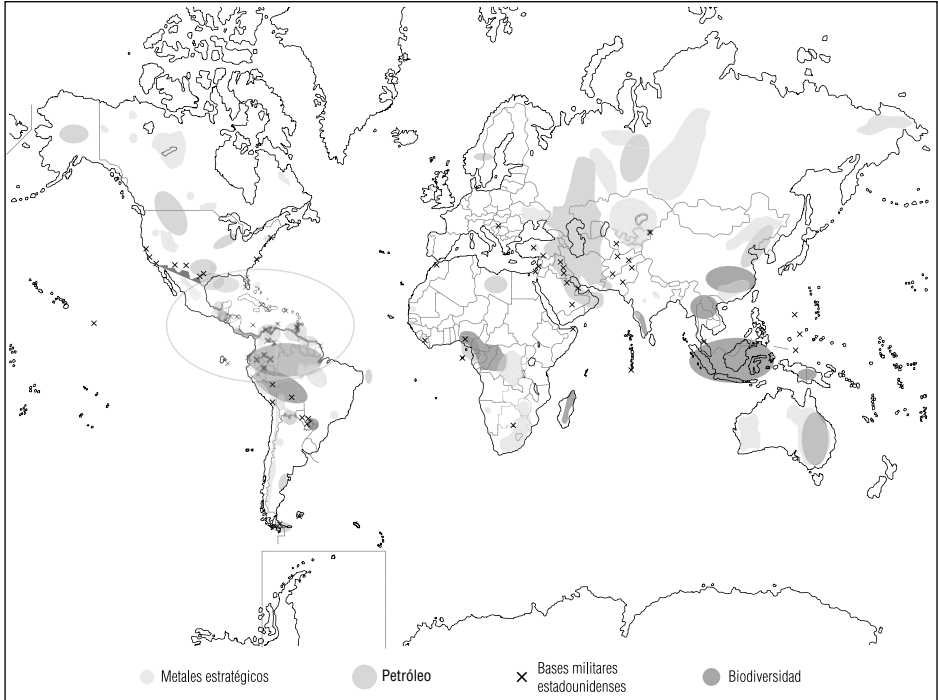 Metales estratégicos
Petróleo
Bases militares
estadounidenses
Biodiversidad